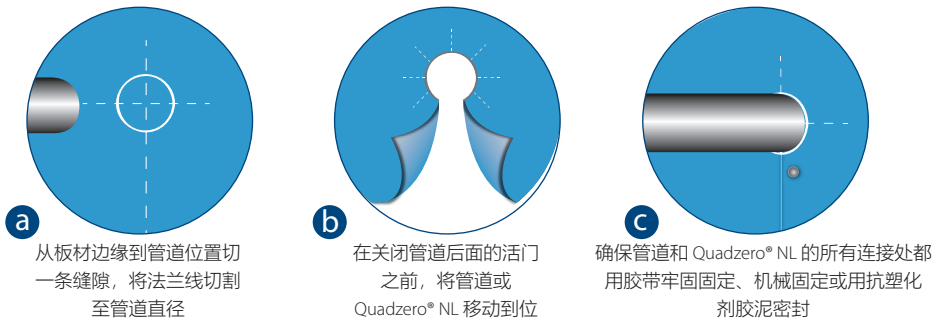 a
从板材边缘到管道位置切
一条缝隙，将法兰线切割
至管道直径
b
在关闭管道后面的活门
之前，将管道或
Quadzero® NL 移动到位
c
确保管道和 Quadzero® NL 的所有连接处都
用胶带牢固固定、机械固定或用抗塑化
剂胶泥密封